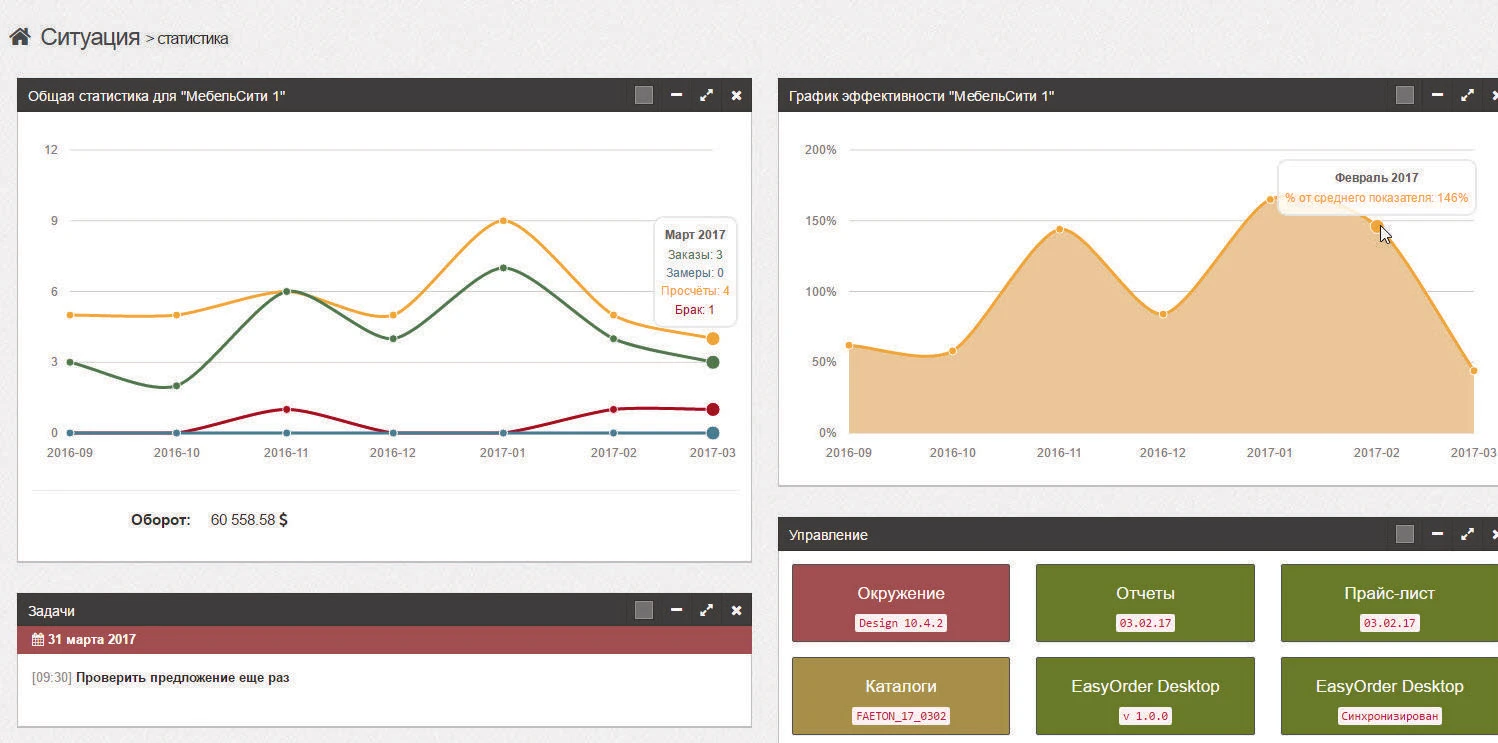 Ситуация > статистика
Общая статистика для "МебельСити 1"
12
9
6
3
0
Март 2017
Заказы: 3
Замеры: 0
Просчёты: 4
Брак: 1
2016-09 2016-10 2016-11 2016-12 2017-01 2017-02 2017-03
Оборот: 60 558.58 $
График эффективности "МебельСити 1"
200%
150%
100%
50%
0%
Февраль 2017
% от среднего показателя: 146%
2016-09 2016-10 2016-11 2016-12 2017-01 2017-02 2017-03
Задачи
31 марта 2017
[09:30] Проверить предложение еще раз
Управление
Окружение
Design 10.4.2
Отчеты
03.02.17
Прайс-лист
03.02.17
Каталоги
FAETON_17_0302
EasyOrder Desktop
v 1.0.0
EasyOrder Desktop
Синхронизирован